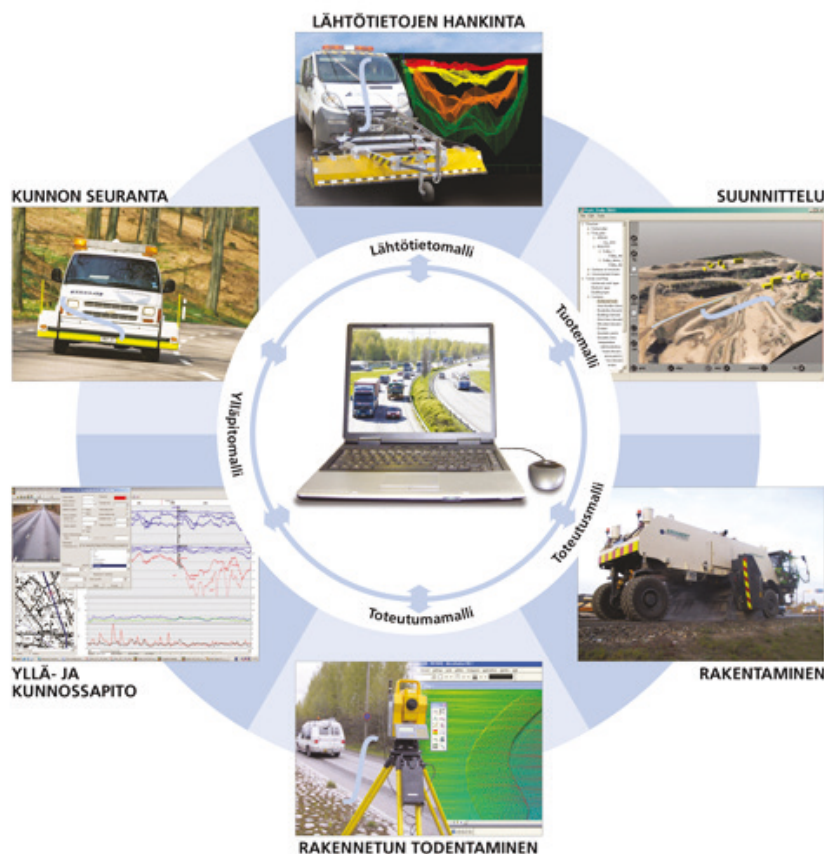 LÄHTÖTIETOJEN HANKINTA
KUNNON SEURANTA
SUUNNITTELU
Lähtötietomalli
Tuotemalli
Ylläpitomalli
Toteutusmalli
Toteutumamalli
YLLÄ- JA
KUNNOSSAPITO
RAKENTAMINEN
RAKENNETUN TODENTAMINEN